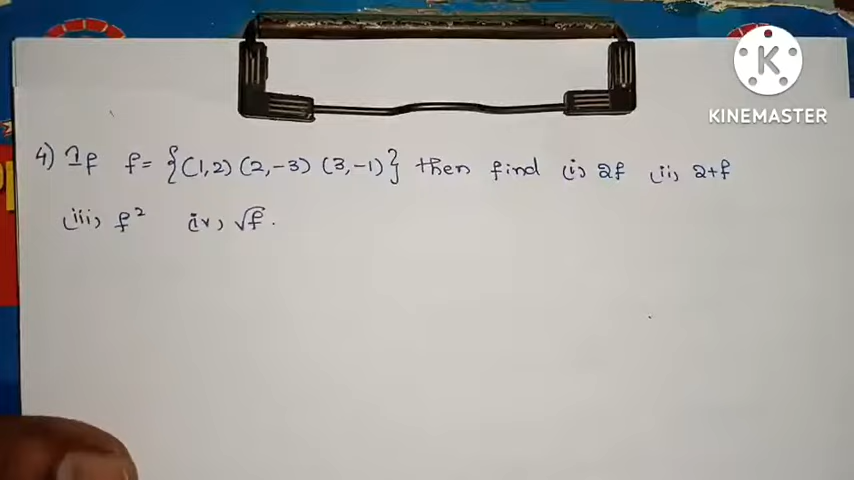 KINEMASTER
4) If f = {(1,2) (2,-3) (3,-1)} then find (i) 2f (ii) 2+f
(iii) f² (iv) √f.